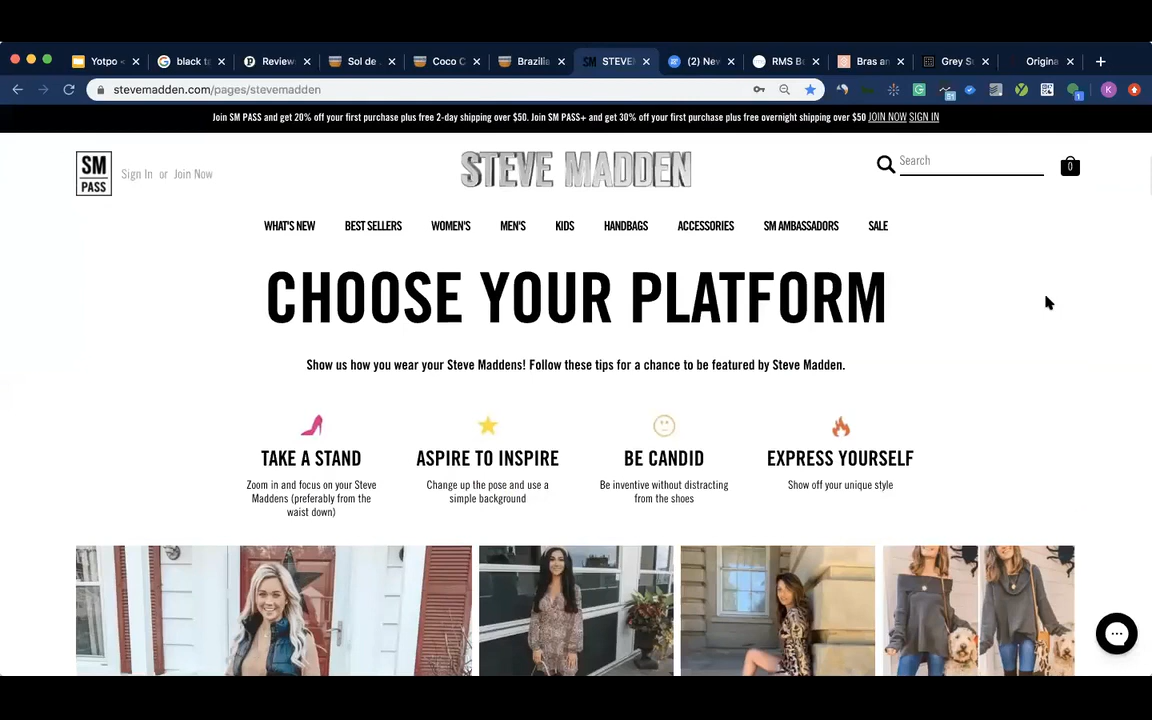 Yotpo
black ta
Review
Sol de
Coco C
Brazilia
STEVE
(2) Nev
RMS B
Bras an
Grey S
Origina
stevemadden.com/pages/stevemadden
Join SM PASS and get 20% off your first purchase plus free 2-day shipping over $50. Join SM PASS+ and get 30% off your first purchase plus free overnight shipping over $50 JOIN NOW SIGN IN
SM
PASS
Sign In or Join Now
STEVE MADDEN
Search
0
WHAT'S NEW BEST SELLERS WOMEN'S MEN'S KIDS HANDBAGS ACCESSORIES SM AMBASSADORS SALE
CHOOSE YOUR PLATFORM
Show us how you wear your Steve Maddens! Follow these tips for a chance to be featured by Steve Madden.
TAKE A STAND
Zoom in and focus on your Steve
Maddens (preferably from the
waist down)
ASPIRE TO INSPIRE
Change up the pose and use a
simple background
BE CANDID
Be inventive without distracting
from the shoes
EXPRESS YOURSELF
Show off your unique style